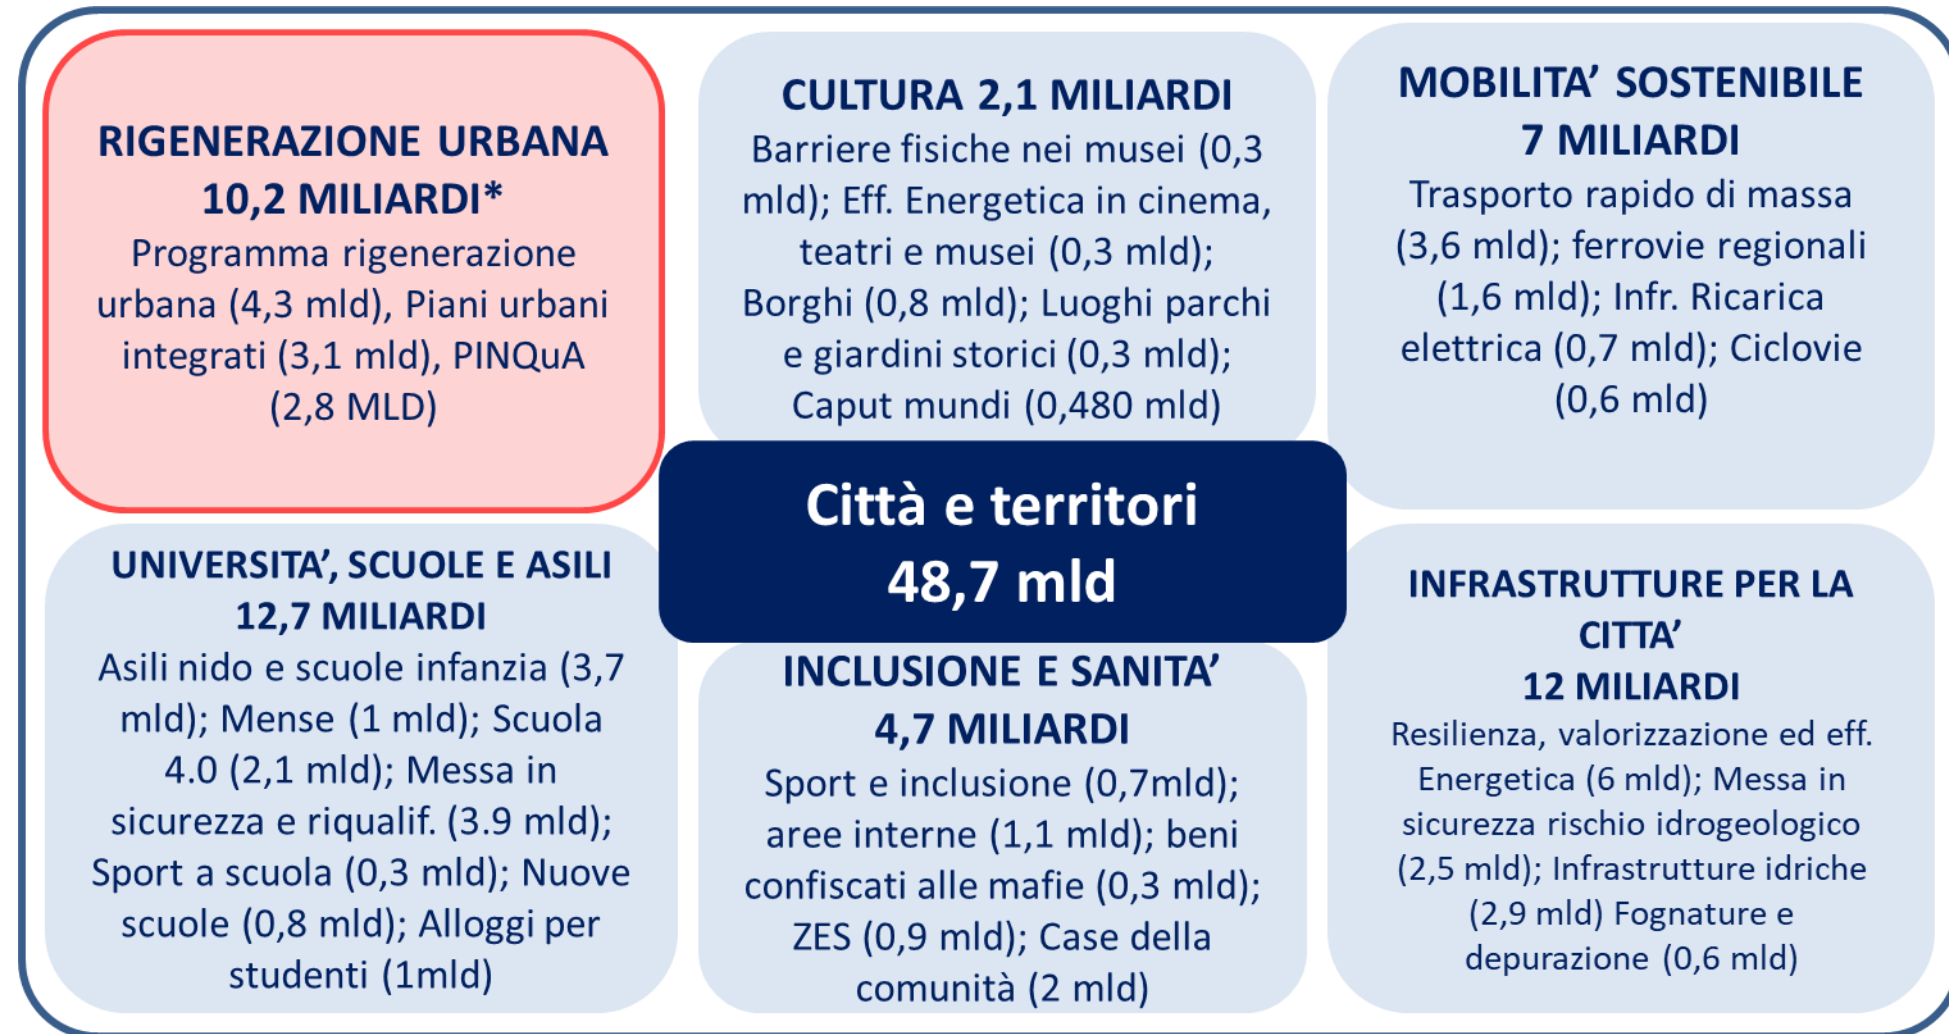 RIGENERAZIONE URBANA
10,2 MILIARDI*
Programma rigenerazione
urbana (4,3 mld), Piani urbani
integrati (3,1 mld), PINQuA
(2,8 MLD)
CULTURA 2,1 MILIARDI
Barriere fisiche nei musei (0,3
mld); Eff. Energetica in cinema,
teatri e musei (0,3 mld);
Borghi (0,8 mld); Luoghi parchi
e giardini storici (0,3 mld);
Caput mundi (0,480 mld)
MOBILITA’ SOSTENIBILE
7 MILIARDI
Trasporto rapido di massa
(3,6 mld); ferrovie regionali
(1,6 mld); Infr. Ricarica
elettrica (0,7 mld); Ciclovie
(0,6 mld)
Città e territori
48,7 mld
UNIVERSITA’, SCUOLE E ASILI
12,7 MILIARDI
Asili nido e scuole infanzia (3,7
mld); Mense (1 mld); Scuola
4.0 (2,1 mld); Messa in
sicurezza e riqualif. (3.9 mld);
Sport a scuola (0,3 mld); Nuove
scuole (0,8 mld); Alloggi per
studenti (1mld)
INCLUSIONE E SANITA’
4,7 MILIARDI
Sport e inclusione (0,7mld);
aree interne (1,1 mld); beni
confiscati alle mafie (0,3 mld);
ZES (0,9 mld); Case della
comunità (2 mld)
INFRASTRUTTURE PER LA
CITTA’
12 MILIARDI
Resilienza, valorizzazione ed eff.
Energetica (6 mld); Messa in
sicurezza rischio idrogeologico
(2,5 mld); Infrastrutture idriche
(2,9 mld) Fognature e
depurazione (0,6 mld)